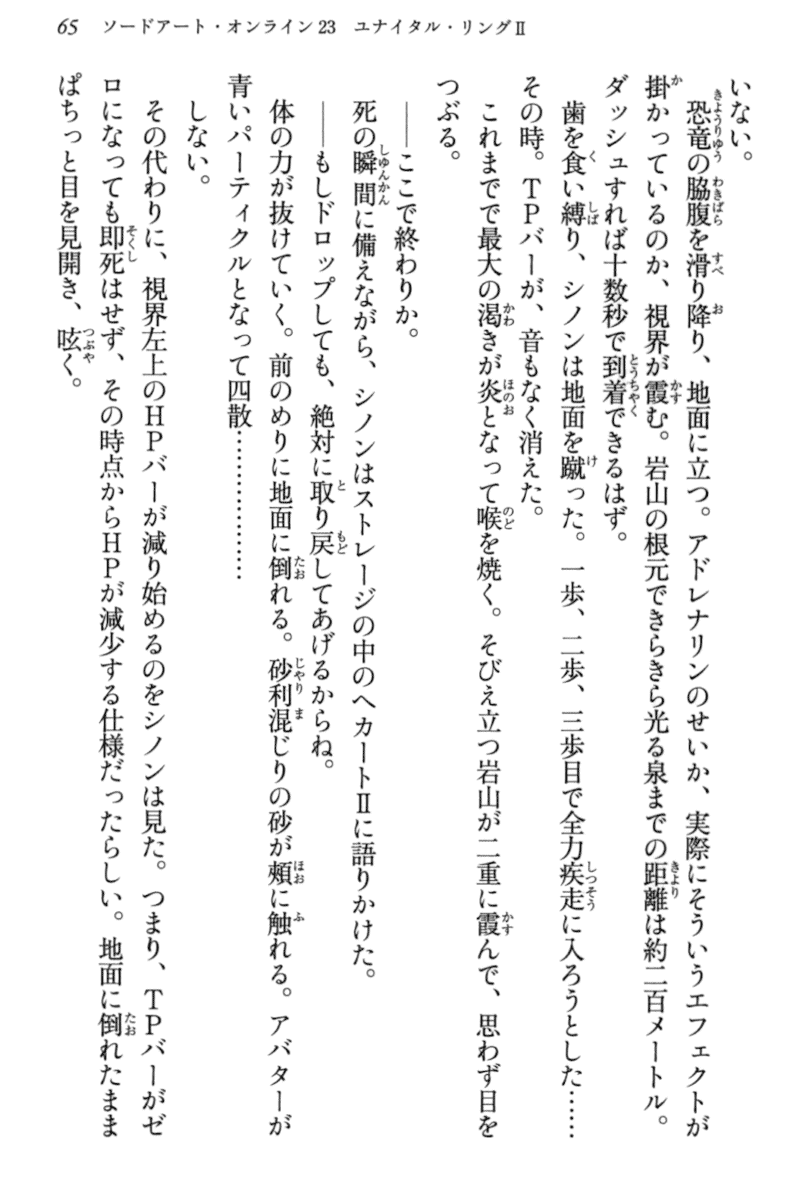 65　ソードアート・オンライン23　ユナイタル・リングⅡ
いない。
　恐竜の脇腹を滑り降り、地面に立つ。アドレナリンのせいか、実際にそういうエフェクトが
掛かっているのか、視界が霞む。岩山の根元できらきら光る泉までの距離は約二百メートル。
ダッシュすれば十数秒で到着できるはず。
　歯を食い縛り、シノンは地面を蹴った。一歩、二歩、三歩目で全力疾走に入ろうとした……
その時。ＴＰバーが、音もなく消えた。
　これまでで最大の渇きが炎となって喉を焼く。そびえ立つ岩山が二重に霞んで、思わず目を
つぶる。
　――ここで終わりか。
　死の瞬間に備えながら、シノンはストレージの中のヘカートⅡに語りかけた。
　――もしドロップしても、絶対に取り戻してあげるからね。
　体の力が抜けていく。前のめりに地面に倒れる。砂利混じりの砂が頰に触れる。アバターが
青いパーティクルとなって四散………………
　しない。
　その代わりに、視界左上のＨＰバーが減り始めるのをシノンは見た。つまり、ＴＰバーがゼ
ロになっても即死はせず、その時点からＨＰが減少する仕様だったらしい。地面に倒れたまま
ぱちっと目を見開き、呟く。